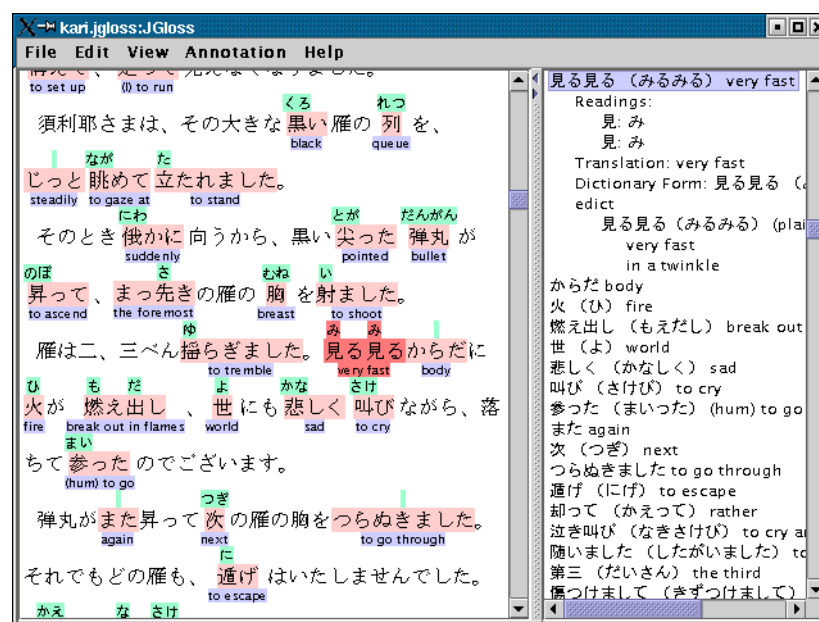 kari.jgloss:JGloss
File Edit View Annotation Help
to set up (I) to run
くろ れつ
須利耶さまは、その大きな 黒い 雁の 列 を、
black queue
なが た
じっと 眺めて 立たれました。
steadily to gaze at to stand
にわ とが だんがん
そのとき 俄かに 向うから、黒い 尖った 弾丸 が
suddenly pointed bullet
のぼ さ むね い
昇って 、まっ先きの雁の 胸 を射ました。
to ascend the foremost breast to shoot
ゆ み み
雁は二、三べん揺らぎました。見る見るからだに
to tremble very fast body
ひ も だ よ かな さけ
火が 燃え出し 、世にも 悲しく 叫びながら、落
fire break out in flames world sad to cry
まい
ちて 参った のでございます。
(hum) to go
つぎ
弾丸がまた昇って 次 の雁の胸をつらぬきました。
again next to go through
に
それでもどの雁も、 遁げ はいたしませんでした。
to escape
かえ な さけ
見る見る (みるみる) very fast
Readings:
見: み
見: み
Translation: very fast
Dictionary Form: 見る見る
edict
見る見る (みるみる) (plai
very fast
in a twinkle
からだ body
火 (ひ) fire
燃え出し (もえだし) break out
世 (よ) world
悲しく (かなしく) sad
叫び (さけび) to cry
参った (まいった) (hum) to go
また again
次 (つぎ) next
つらぬきました to go through
遁げ (にげ) to escape
却って (かえって) rather
泣き叫び (なきさけび) to cry a
随いました (したがいました) to
第三 (だいさん) the third
傷つけまして (きずつけまして)